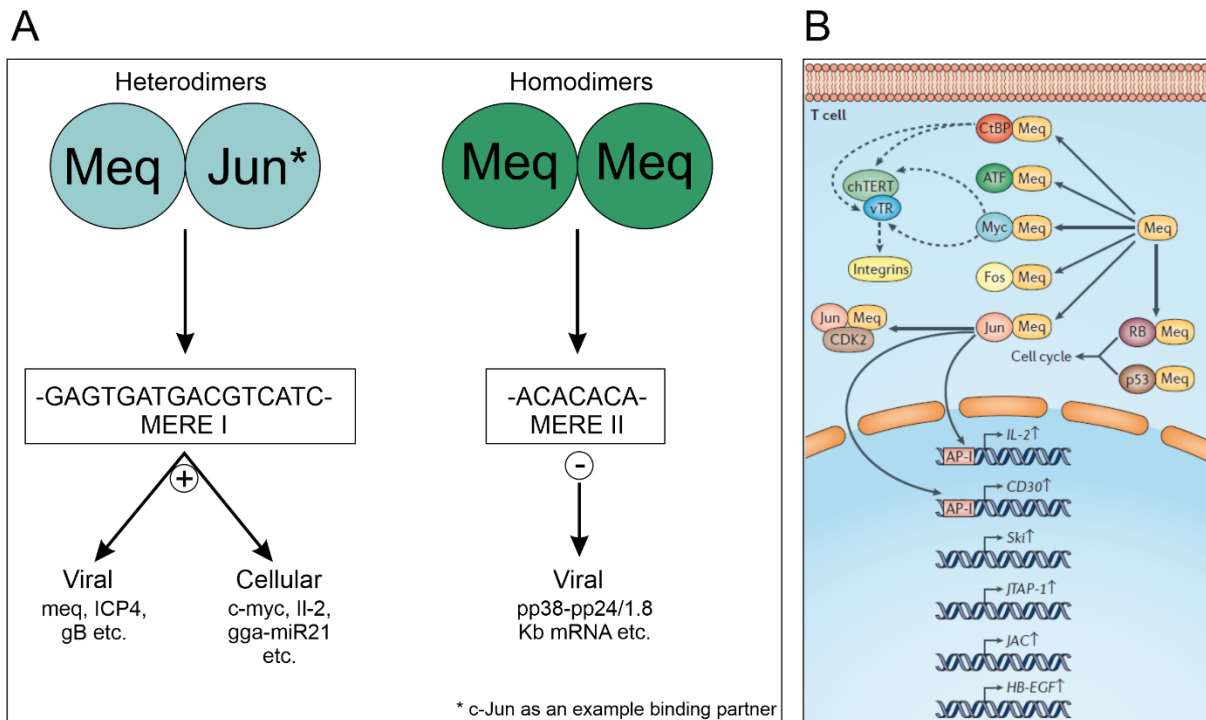 A
Heterodimers
Homodimers
Meq
Jun*
Meq
Meq
-GAGTGATGACGTCATC-
MERE I
-ACACACA-
MERE II
+
-
Viral
meq, ICP4,
gB etc.
Cellular
c-myc, Il-2,
gga-miR21
etc.
Viral
pp38-pp24/1.8
Kb mRNA etc.
* c-Jun as an example binding partner
B
T cell
CtBP Meq
ATF Meq
chTERT
vTR
Myc Meq
Meq
Integrins
Fos Meq
Jun Meq
CDK2
Jun Meq
RB Meq
Cell cycle
p53 Meq
AP-I
IL-2↑
AP-I
CD30↑
Ski↑
JTAP-1↑
JAC↑
HB-EGF↑